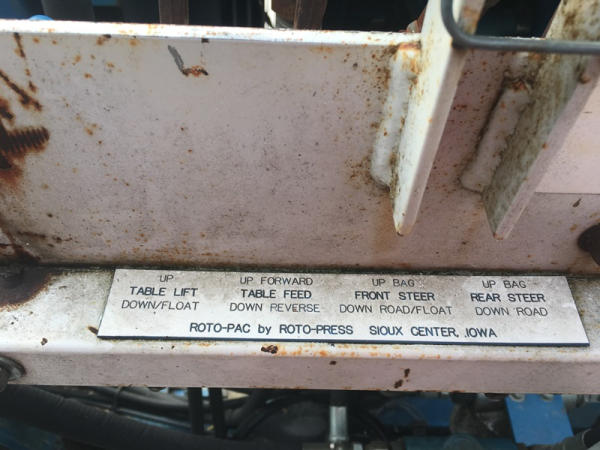 UP UP FORWARD UP BAG UP BAG
TABLE LIFT TABLE FEED FRONT STEER REAR STEER
DOWN/FLOAT DOWN REVERSE DOWN ROAD/FLOAT DOWN ROAD
ROTO-PAC by ROTO-PRESS SIOUX CENTER, IOWA